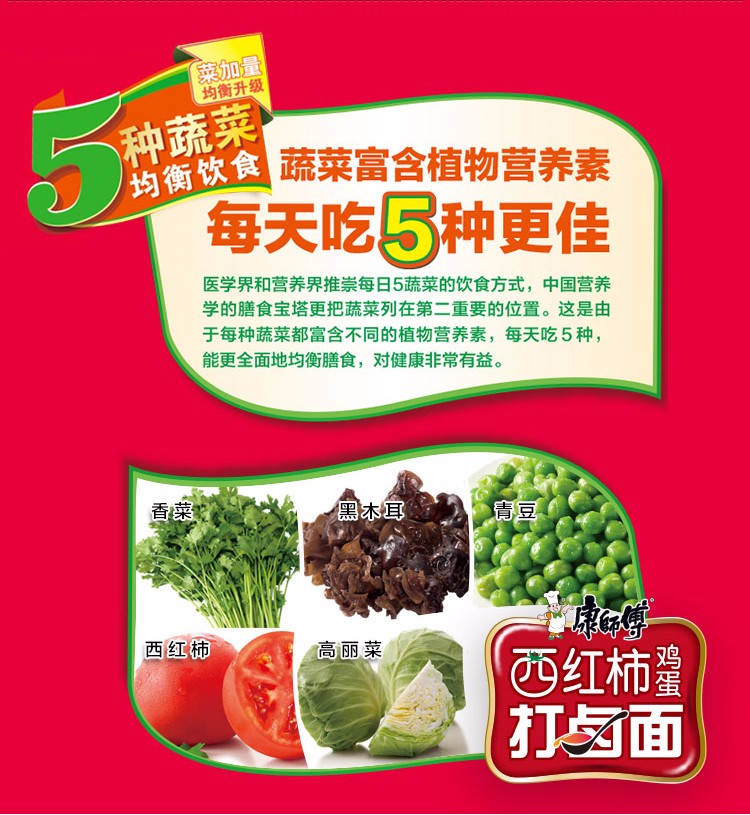 菜加量
均衡升级
5种蔬菜
均衡饮食
蔬菜富含植物营养素
每天吃5种更佳
医学界和营养界推崇每日5蔬菜的饮食方式，中国营养
学的膳食宝塔更把蔬菜列在第二重要的位置。这是由
于每种蔬菜都富含不同的植物营养素，每天吃5种，
能更全面地均衡膳食，对健康非常有益。
香菜
黑木耳
青豆
西红柿
高丽菜
康師傅
西红柿鸡蛋
打卤面